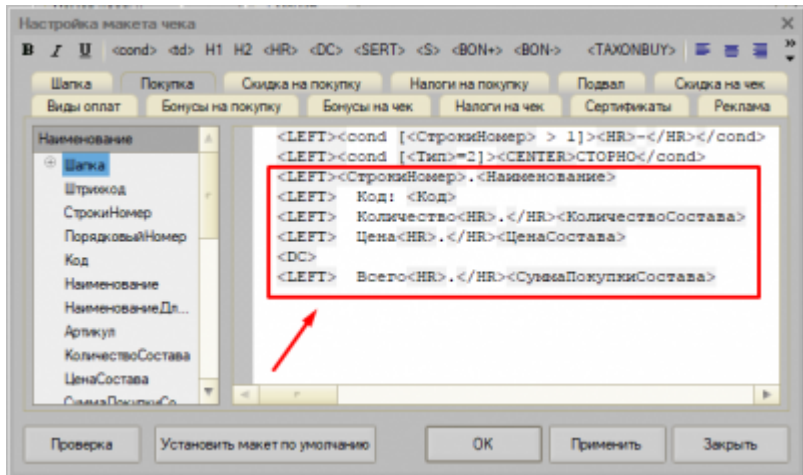 Настройка макета чека
B I U <cond> <td> H1 H2 <HR> <DC> <SERT> <S> <BON+> <BON-> <TAXONBUY>
Шапка Покупка Скидка на покупку Налоги на покупку Подвал Скидка на чек
Виды оплат Бонусы на покупку Бонусы на чек Налоги на чек Сертификаты Реклама
Наименование
Шапка
Штрихкод
СтрокиНомер
ПорядковыйНомер
Код
Наименование
НаименованиеДл...
Артикул
КоличествоСостава
ЦенаСостава
СуммаПокупкиСо
<LEFT><cond [<СтрокиНомер> > 1]><HR>-</HR></cond>
<LEFT><cond [<Тип>=2]><CENTER>СТОРНО</cond>
<LEFT><СтрокиНомер>.<Наименование>
<LEFT> Код: <Код>
<LEFT> Количество<HR>.</HR><КоличествоСостава>
<LEFT> Цена<HR>.</HR><ЦенаСостава>
<DC>
<LEFT> Всего<HR>.</HR><СуммаПокупкиСостава>
Проверка Установить макет по умолчанию OK Применить Закрыть